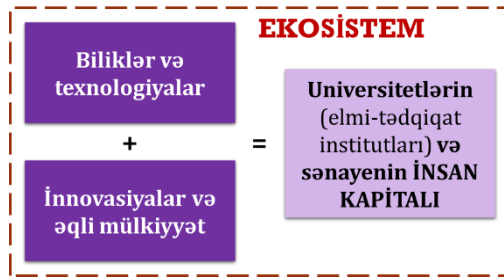 EKOSİSTEM
Biliklər və
texnologiyalar
+
İnnovasiyalar və
əqli mülkiyyət
=
Universitetlərin
(elmi-tədqiqat
institutları) və
sənayenin İNSAN
KAPİTALI